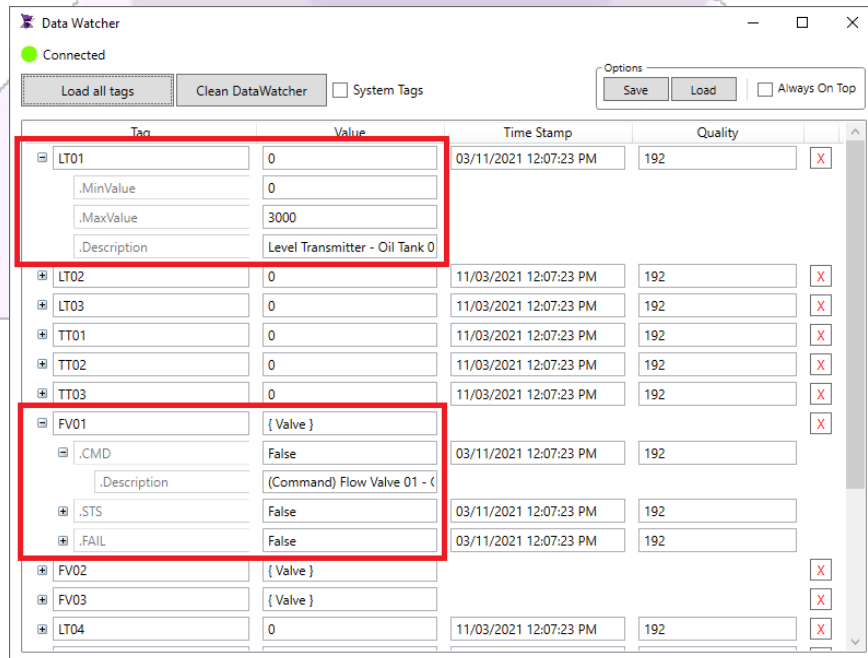 Data Watcher
Connected
Options
Load all tags Clean DataWatcher System Tags Save Load Always On Top
Tag Value Time Stamp Quality
LT01 0 03/11/2021 12:07:23 PM 192 X
.MinValue 0
.MaxValue 3000
.Description Level Transmitter - Oil Tank 0
LT02 0 11/03/2021 12:07:23 PM 192 X
LT03 0 11/03/2021 12:07:23 PM 192 X
TT01 0 11/03/2021 12:07:23 PM 192 X
TT02 0 11/03/2021 12:07:23 PM 192 X
TT03 0 11/03/2021 12:07:23 PM 192 X
FV01 { Valve } X
.CMD False 03/11/2021 12:07:23 PM 192
.Description (Command) Flow Valve 01 -
.STS False 03/11/2021 12:07:23 PM 192
.FAIL False 03/11/2021 12:07:23 PM 192
FV02 { Valve } X
FV03 { Valve } X
LT04 0 11/03/2021 12:07:23 PM 192 X